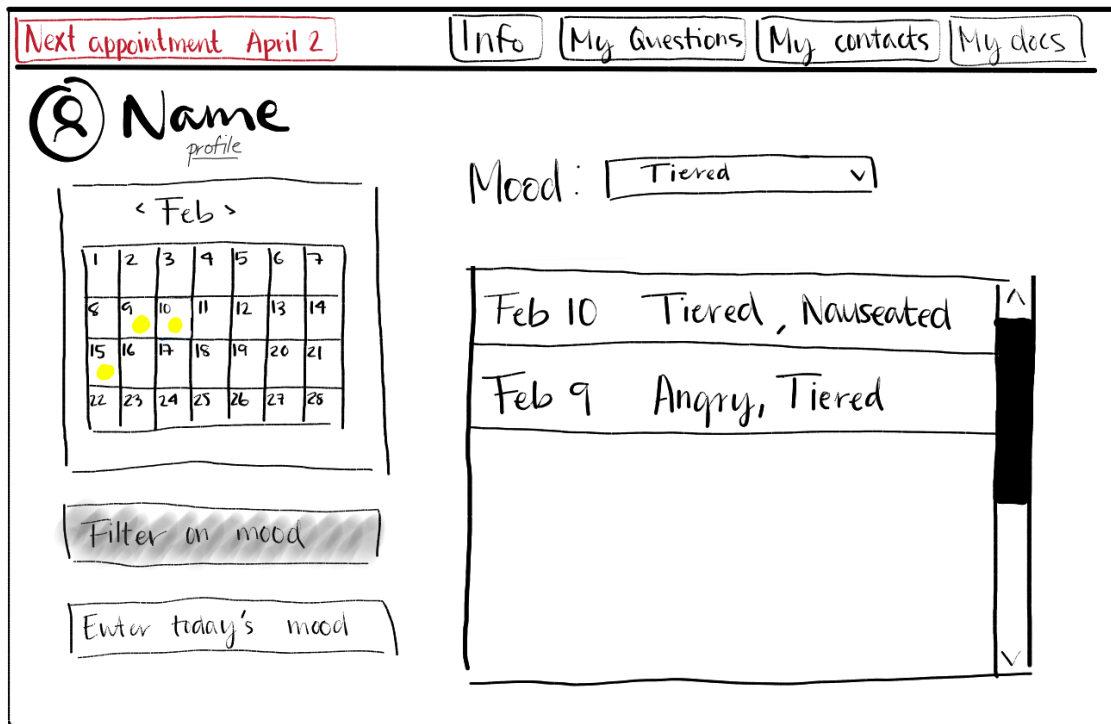 Next appointment April 2
Info
My Questions
My contacts
My docs
Name
profile
< Feb >
1 2 3 4 5 6 7
8 9 10 11 12 13 14
15 16 17 18 19 20 21
22 23 24 25 26 27 28
Filter on mood
Enter today's mood
Mood: Tiered
Feb 10 Tiered, Nauseated
Feb 9 Angry, Tiered